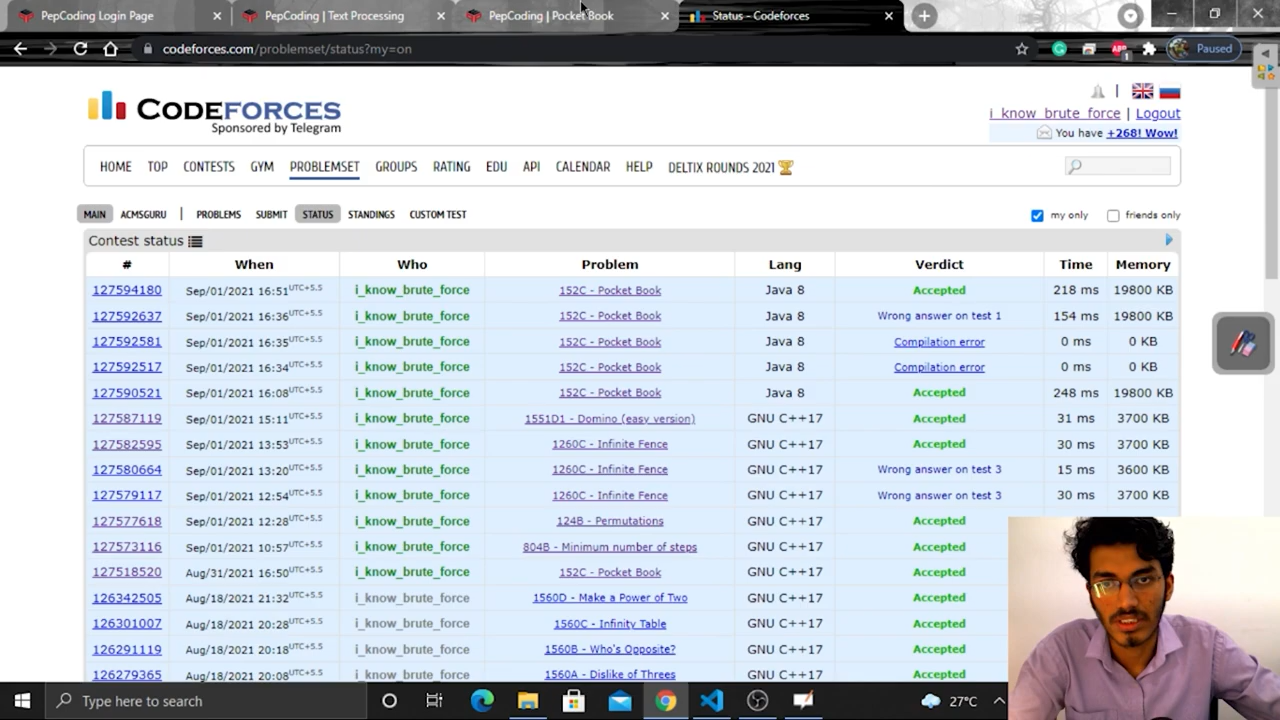 PepCoding Login Page
PepCoding | Text Processing
PepCoding | Pocket Book
Status - Codeforces
codeforces.com/problemset/status?my=on
ABP
1
Paused
CODEFORCES
Sponsored by Telegram
i_know_brute_force | Logout
You have +268! Wow!
HOME TOP CONTESTS GYM PROBLEMSET GROUPS RATING EDU API CALENDAR HELP DELTIX ROUNDS 2021
MAIN ACMSGURU | PROBLEMS SUBMIT STATUS STANDINGS CUSTOM TEST
my only friends only
Contest status
# When Who Problem Lang Verdict Time Memory
127594180 Sep/01/2021 16:51UTC+5.5 i_know_brute_force 152C - Pocket Book Java 8 Accepted 218 ms 19800 KB
127592637 Sep/01/2021 16:36UTC+5.5 i_know_brute_force 152C - Pocket Book Java 8 Wrong answer on test 1 154 ms 19800 KB
127592581 Sep/01/2021 16:35UTC+5.5 i_know_brute_force 152C - Pocket Book Java 8 Compilation error 0 ms 0 KB
127592517 Sep/01/2021 16:34UTC+5.5 i_know_brute_force 152C - Pocket Book Java 8 Compilation error 0 ms 0 KB
127590521 Sep/01/2021 16:08UTC+5.5 i_know_brute_force 152C - Pocket Book Java 8 Accepted 248 ms 19800 KB
127587119 Sep/01/2021 15:11UTC+5.5 i_know_brute_force 1551D1 - Domino (easy version) GNU C++17 Accepted 31 ms 3700 KB
127582595 Sep/01/2021 13:53UTC+5.5 i_know_brute_force 1260C - Infinite Fence GNU C++17 Accepted 30 ms 3700 KB
127580664 Sep/01/2021 13:20UTC+5.5 i_know_brute_force 1260C - Infinite Fence GNU C++17 Wrong answer on test 3 15 ms 3600 KB
127579117 Sep/01/2021 12:54UTC+5.5 i_know_brute_force 1260C - Infinite Fence GNU C++17 Wrong answer on test 3 30 ms 3700 KB
127577618 Sep/01/2021 12:28UTC+5.5 i_know_brute_force 124B - Permutations GNU C++17 Accepted
127573116 Sep/01/2021 10:57UTC+5.5 i_know_brute_force 804B - Minimum number of steps GNU C++17 Accepted
127518520 Aug/31/2021 16:50UTC+5.5 i_know_brute_force 152C - Pocket Book GNU C++17 Accepted
126342505 Aug/18/2021 21:32UTC+5.5 i_know_brute_force 1560D - Make a Power of Two GNU C++17 Accepted
126301007 Aug/18/2021 20:28UTC+5.5 i_know_brute_force 1560C - Infinity Table GNU C++17 Accepted
126291119 Aug/18/2021 20:18UTC+5.5 i_know_brute_force 1560B - Who's Opposite? GNU C++17 Accepted
126279365 Aug/18/2021 20:08UTC+5.5 i_know_brute_force 1560A - Dislike of Threes GNU C++17 Accepted
Type here to search
27°C